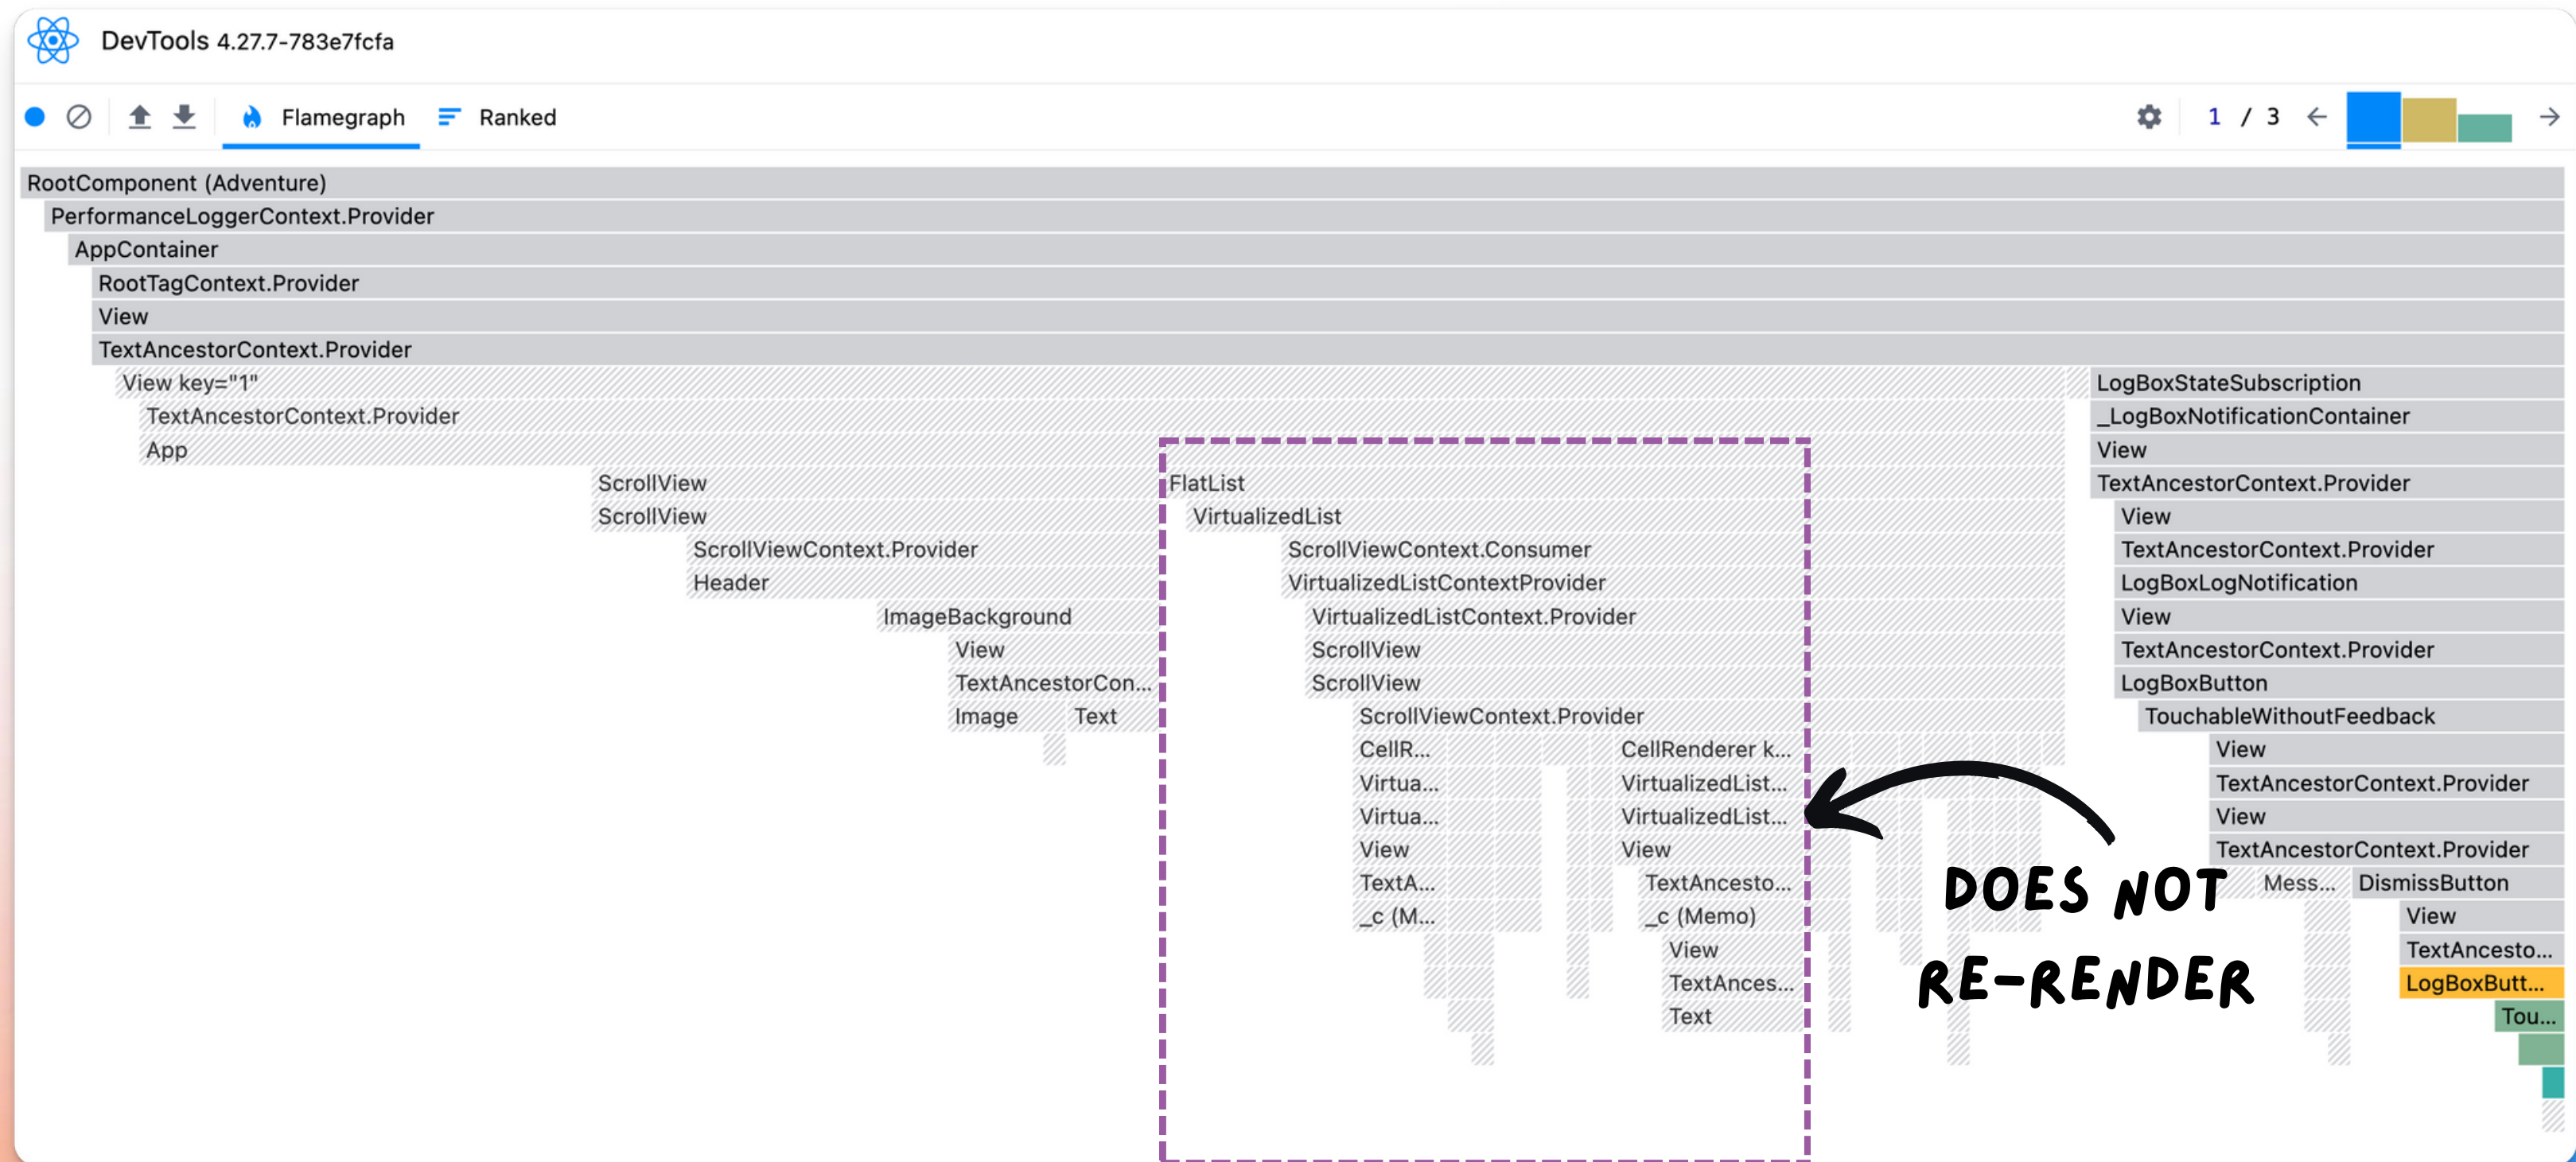 DevTools 4.27.7-783e7fcfa
Flamegraph Ranked 1 / 3
RootComponent (Adventure)
PerformanceLoggerContext.Provider
AppContainer
RootTagContext.Provider
View
TextAncestorContext.Provider
View key="1" LogBoxStateSubscription
TextAncestorContext.Provider _LogBoxNotificationContainer
App View
ScrollView FlatList TextAncestorContext.Provider
ScrollView VirtualizedList View
ScrollViewContext.Provider ScrollViewContext.Consumer TextAncestorContext.Provider
Header VirtualizedListContextProvider LogBoxLogNotification
ImageBackground VirtualizedListContext.Provider View
View ScrollView TextAncestorContext.Provider
TextAncestorCon... ScrollView LogBoxButton
Image Text ScrollViewContext.Provider TouchableWithoutFeedback
CellR... CellRenderer k... View
Virtua... VirtualizedList... TextAncestorContext.Provider
Virtua... VirtualizedList... View
View View TextAncestorContext.Provider
TextA... TextAncesto... Mess... DismissButton
_c (M... _c (Memo) View
View TextAncesto...
TextAnces... LogBoxButt...
Text Tou...
DOES NOT
RE-RENDER